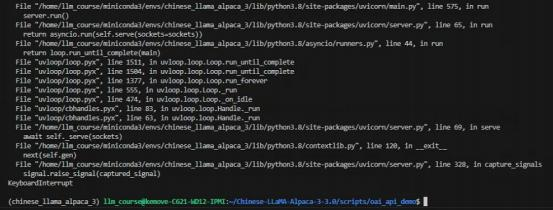 File "/home/llm_course/miniconda3/envs/chinese_llama_alpaca_3/lib/python3.8/site-packages/uvicorn/main.py", line 575, in run
server.run()
File "/home/llm_course/miniconda3/envs/chinese_llama_alpaca_3/lib/python3.8/site-packages/uvicorn/server.py", line 65, in run
return asyncio.run(self.serve(sockets=sockets))
File "/home/llm_course/miniconda3/envs/chinese_llama_alpaca_3/lib/python3.8/asyncio/runners.py", line 44, in run
return loop.run_until_complete(main)
File "uvloop/loop.pyx", line 1511, in uvloop.loop.Loop.run_until_complete
File "uvloop/loop.pyx", line 1504, in uvloop.loop.Loop.run_until_complete
File "uvloop/loop.pyx", line 1377, in uvloop.loop.Loop.run_forever
File "uvloop/loop.pyx", line 555, in uvloop.loop.Loop._run
File "uvloop/loop.pyx", line 474, in uvloop.loop.Loop._on_idle
File "uvloop/cbhandles.pyx", line 83, in uvloop.loop.Handle._run
File "uvloop/cbhandles.pyx", line 63, in uvloop.loop.Handle._run
File "/home/llm_course/miniconda3/envs/chinese_llama_alpaca_3/lib/python3.8/site-packages/uvicorn/server.py", line 69, in serve
await self._serve(sockets)
File "/home/llm_course/miniconda3/envs/chinese_llama_alpaca_3/lib/python3.8/contextlib.py", line 120, in __exit__
next(self.gen)
File "/home/llm_course/miniconda3/envs/chinese_llama_alpaca_3/lib/python3.8/site-packages/uvicorn/server.py", line 328, in capture_signals
signal.raise_signal(captured_signal)
KeyboardInterrupt
(chinese_llama_alpaca_3) llm_course@kemove-C621-WD12-IPMI:~/Chinese-LLaMA-Alpaca-3-3.0/scripts/oai_api_demo$